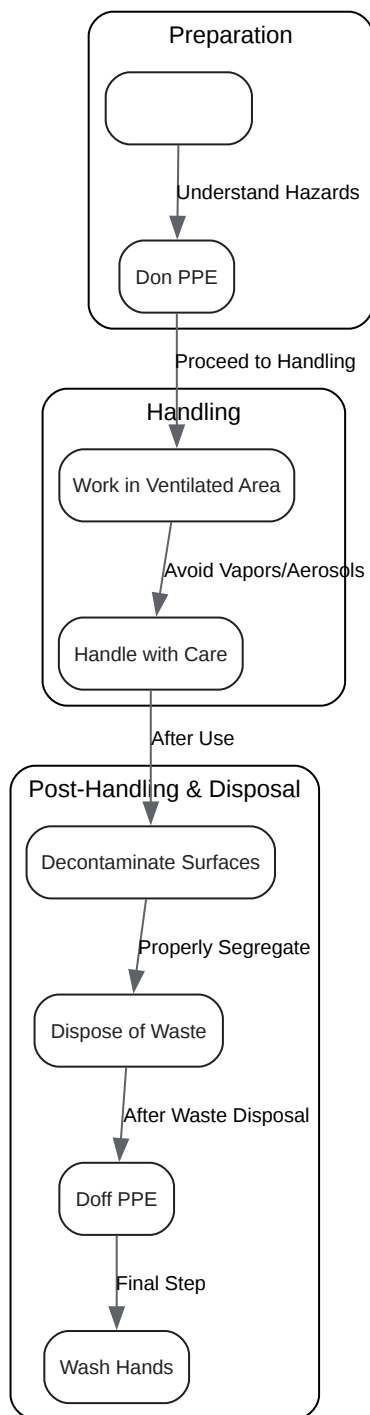 Preparation
Understand Hazards
Don PPE
Proceed to Handling
Handling
Work in Ventilated Area
Avoid Vapors/Aerosols
Handle with Care
After Use
Post-Handling & Disposal
Decontaminate Surfaces
Properly Segregate
Dispose of Waste
After Waste Disposal
Doff PPE
Final Step
Wash Hands